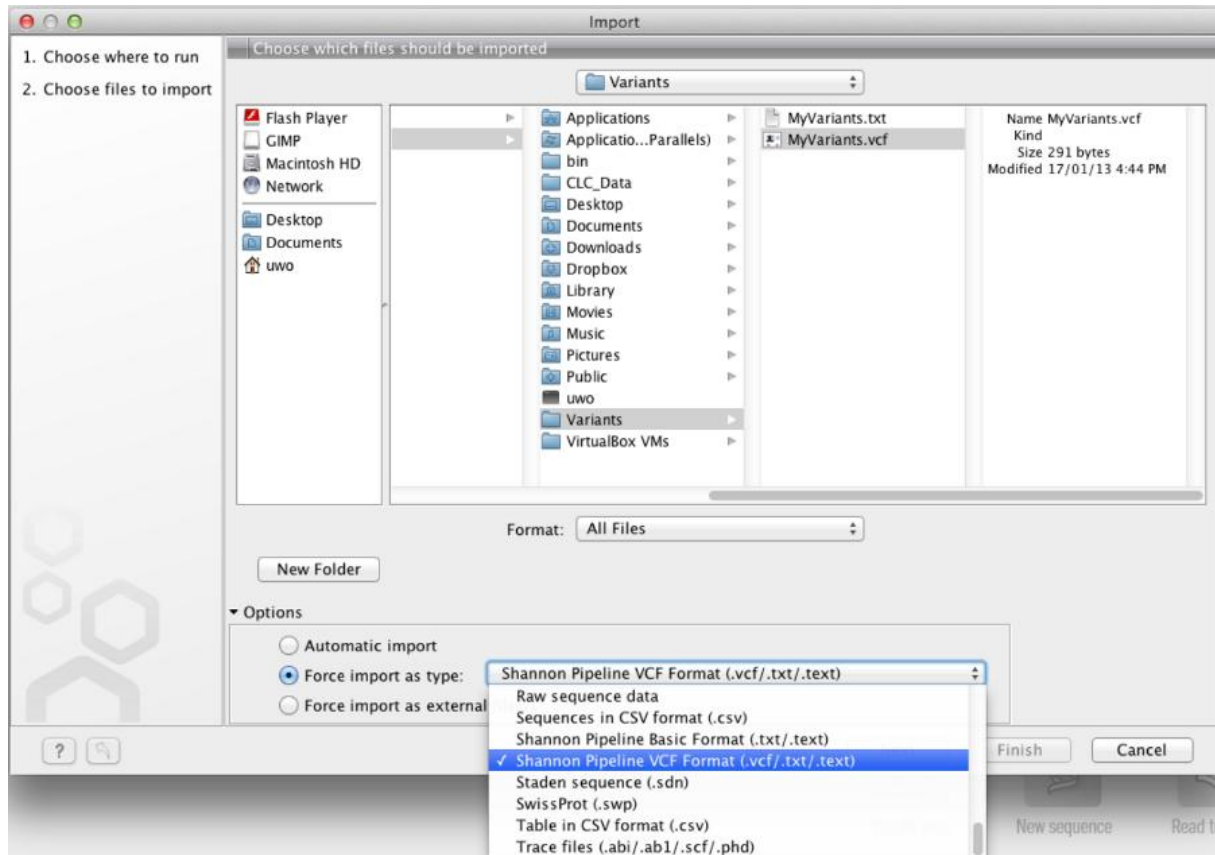 Import
1. Choose where to run
2. Choose files to import
Choose which files should be imported
Variants
Flash Player
GIMP
Macintosh HD
Network
Desktop
Documents
uwo
Applications
Applicatio...Parallels)
bin
CLC_Data
Desktop
Documents
Downloads
Dropbox
Library
Movies
Music
Pictures
Public
uwo
Variants
VirtualBox VMs
MyVariants.txt
MyVariants.vcf
Name MyVariants.vcf
Kind
Size 291 bytes
Modified 17/01/13 4:44 PM
Format: All Files
New Folder
Options
Automatic import
Force import as type: Shannon Pipeline VCF Format (.vcf/.txt/.text)
Force import as external
Raw sequence data
Sequences in CSV format (.csv)
Shannon Pipeline Basic Format (.txt/.text)
✓ Shannon Pipeline VCF Format (.vcf/.txt/.text)
Staden sequence (.sdn)
SwissProt (.swp)
Table in CSV format (.csv)
Trace files (.abi/.ab1/.scf/.phd)
?
Finish
Cancel
New sequence
Read t